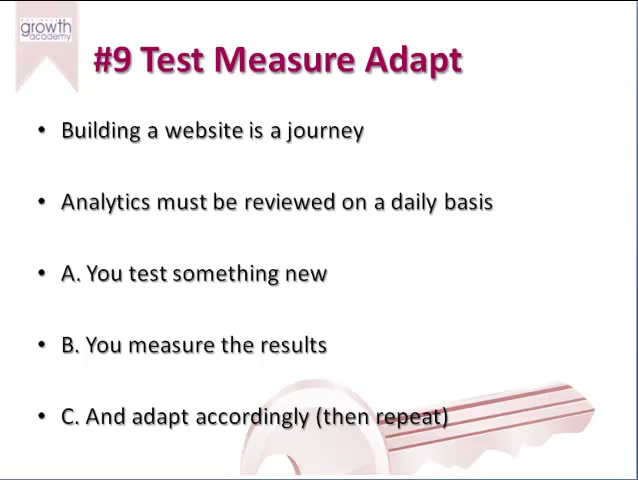 growth
academy
#9 Test Measure Adapt
• Building a website is a journey
• Analytics must be reviewed on a daily basis
• A. You test something new
• B. You measure the results
• C. And adapt accordingly (then repeat)